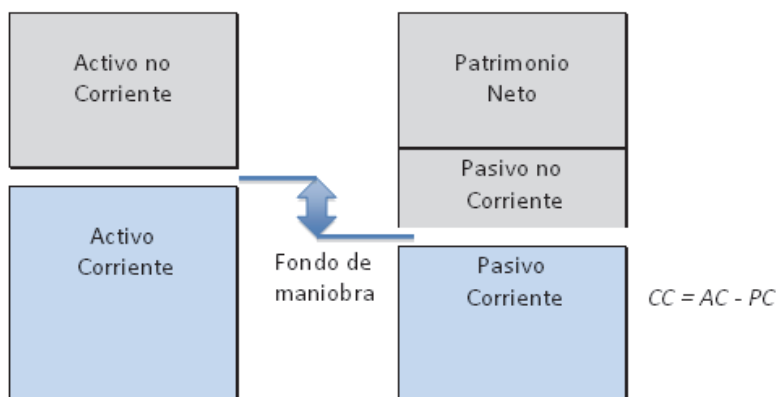 Activo no
Corriente
Patrimonio
Neto
Pasivo no
Corriente
Activo
Corriente
Fondo de
maniobra
Pasivo
Corriente
CC = AC - PC